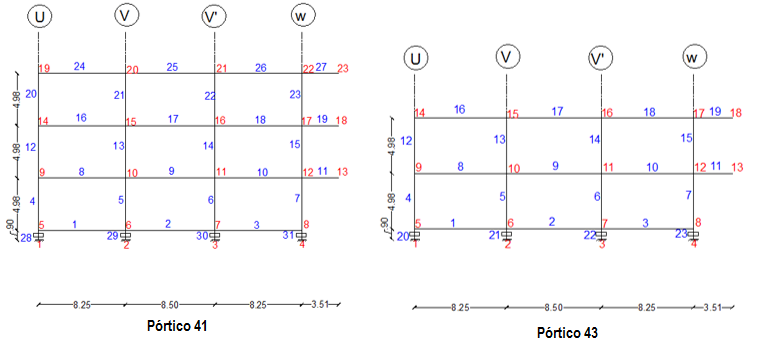 U V V' w
19 24 20 25 21 26 22 27 23
4.98 20 21 22 23
14 16 15 17 16 18 17 19 18
4.98 12 13 14 15
9 8 10 9 11 10 12 11 13
4.98 4 5 6 7
5 1 6 2 7 3 8
.90 28 29 30 31
1 2 3 4
8.25 8.50 8.25 3.51
Pórtico 41
U V V' w
14 16 15 17 16 18 17 19 18
4.98 12 13 14 15
9 8 10 9 11 10 12 11 13
4.98 4 5 6 7
5 1 6 2 7 3 8
.90 20 21 22 23
1 2 3 4
8.25 8.50 8.25 3.51
Pórtico 43